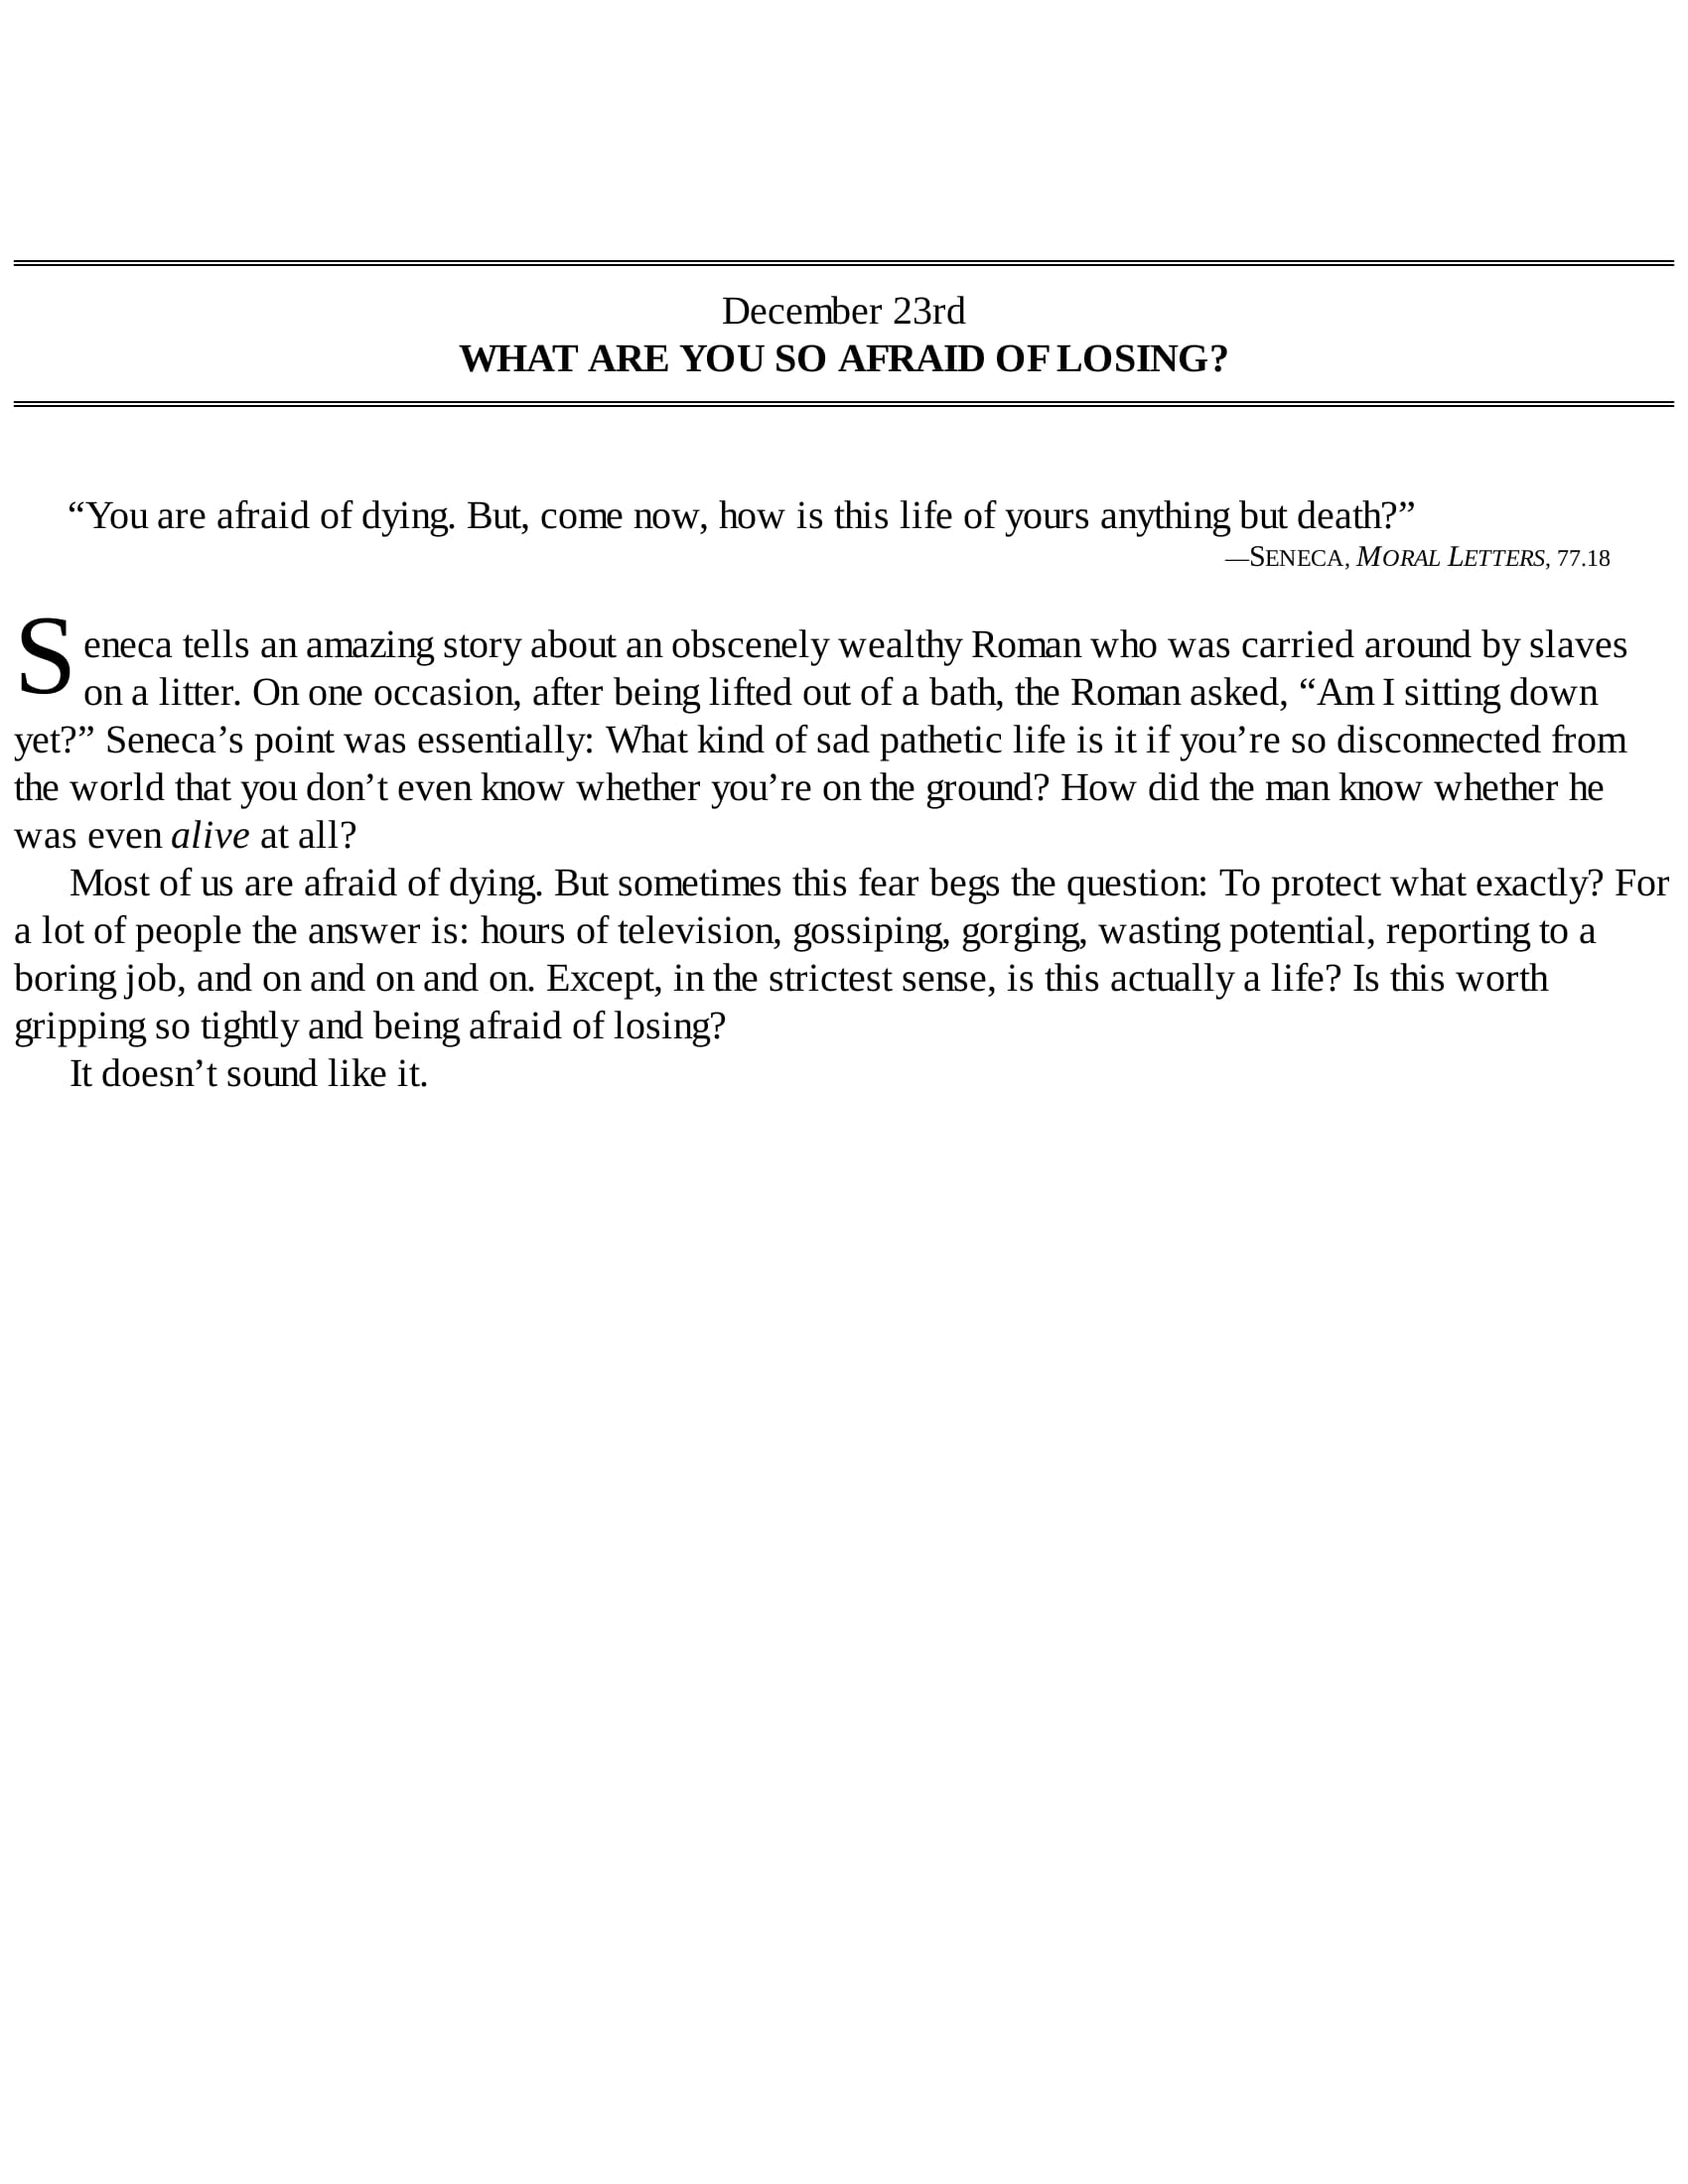 December 23rd
WHAT ARE YOU SO AFRAID OF LOSING?
“You are afraid of dying. But, come now, how is this life of yours anything but death?”
—SENECA, MORAL LETTERS, 77.18
Seneca tells an amazing story about an obscenely wealthy Roman who was carried around by slaves
on a litter. On one occasion, after being lifted out of a bath, the Roman asked, “Am I sitting down
yet?” Seneca’s point was essentially: What kind of sad pathetic life is it if you’re so disconnected from
the world that you don’t even know whether you’re on the ground? How did the man know whether he
was even alive at all?
Most of us are afraid of dying. But sometimes this fear begs the question: To protect what exactly? For
a lot of people the answer is: hours of television, gossiping, gorging, wasting potential, reporting to a
boring job, and on and on and on. Except, in the strictest sense, is this actually a life? Is this worth
gripping so tightly and being afraid of losing?
It doesn’t sound like it.